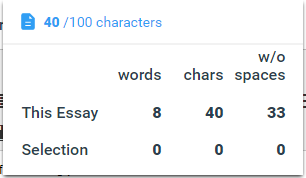 40 /100 characters
words chars w/o spaces
This Essay 8 40 33
Selection 0 0 0